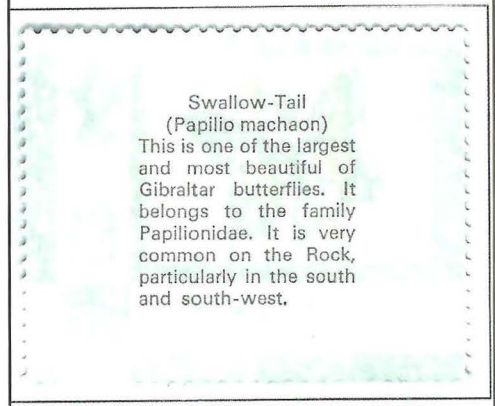 Swallow-Tail
(Papilio machaon)
This is one of the largest
and most beautiful of
Gibraltar butterflies. It
belongs to the family
Papilionidae. It is very
common on the Rock,
particularly in the south
and south-west.